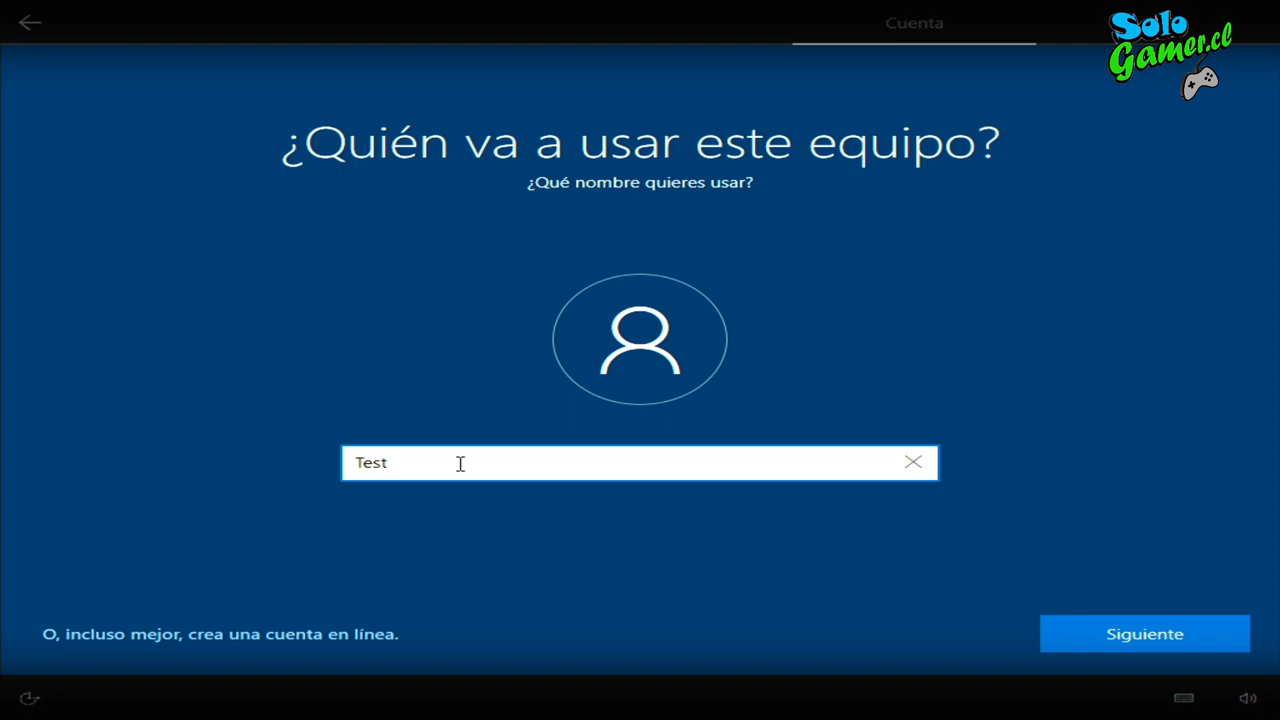 Cuenta
Solo
Gamer.cl
¿Quién va a usar este equipo?
¿Qué nombre quieres usar?
Test
O, incluso mejor, crea una cuenta en línea.
Siguiente